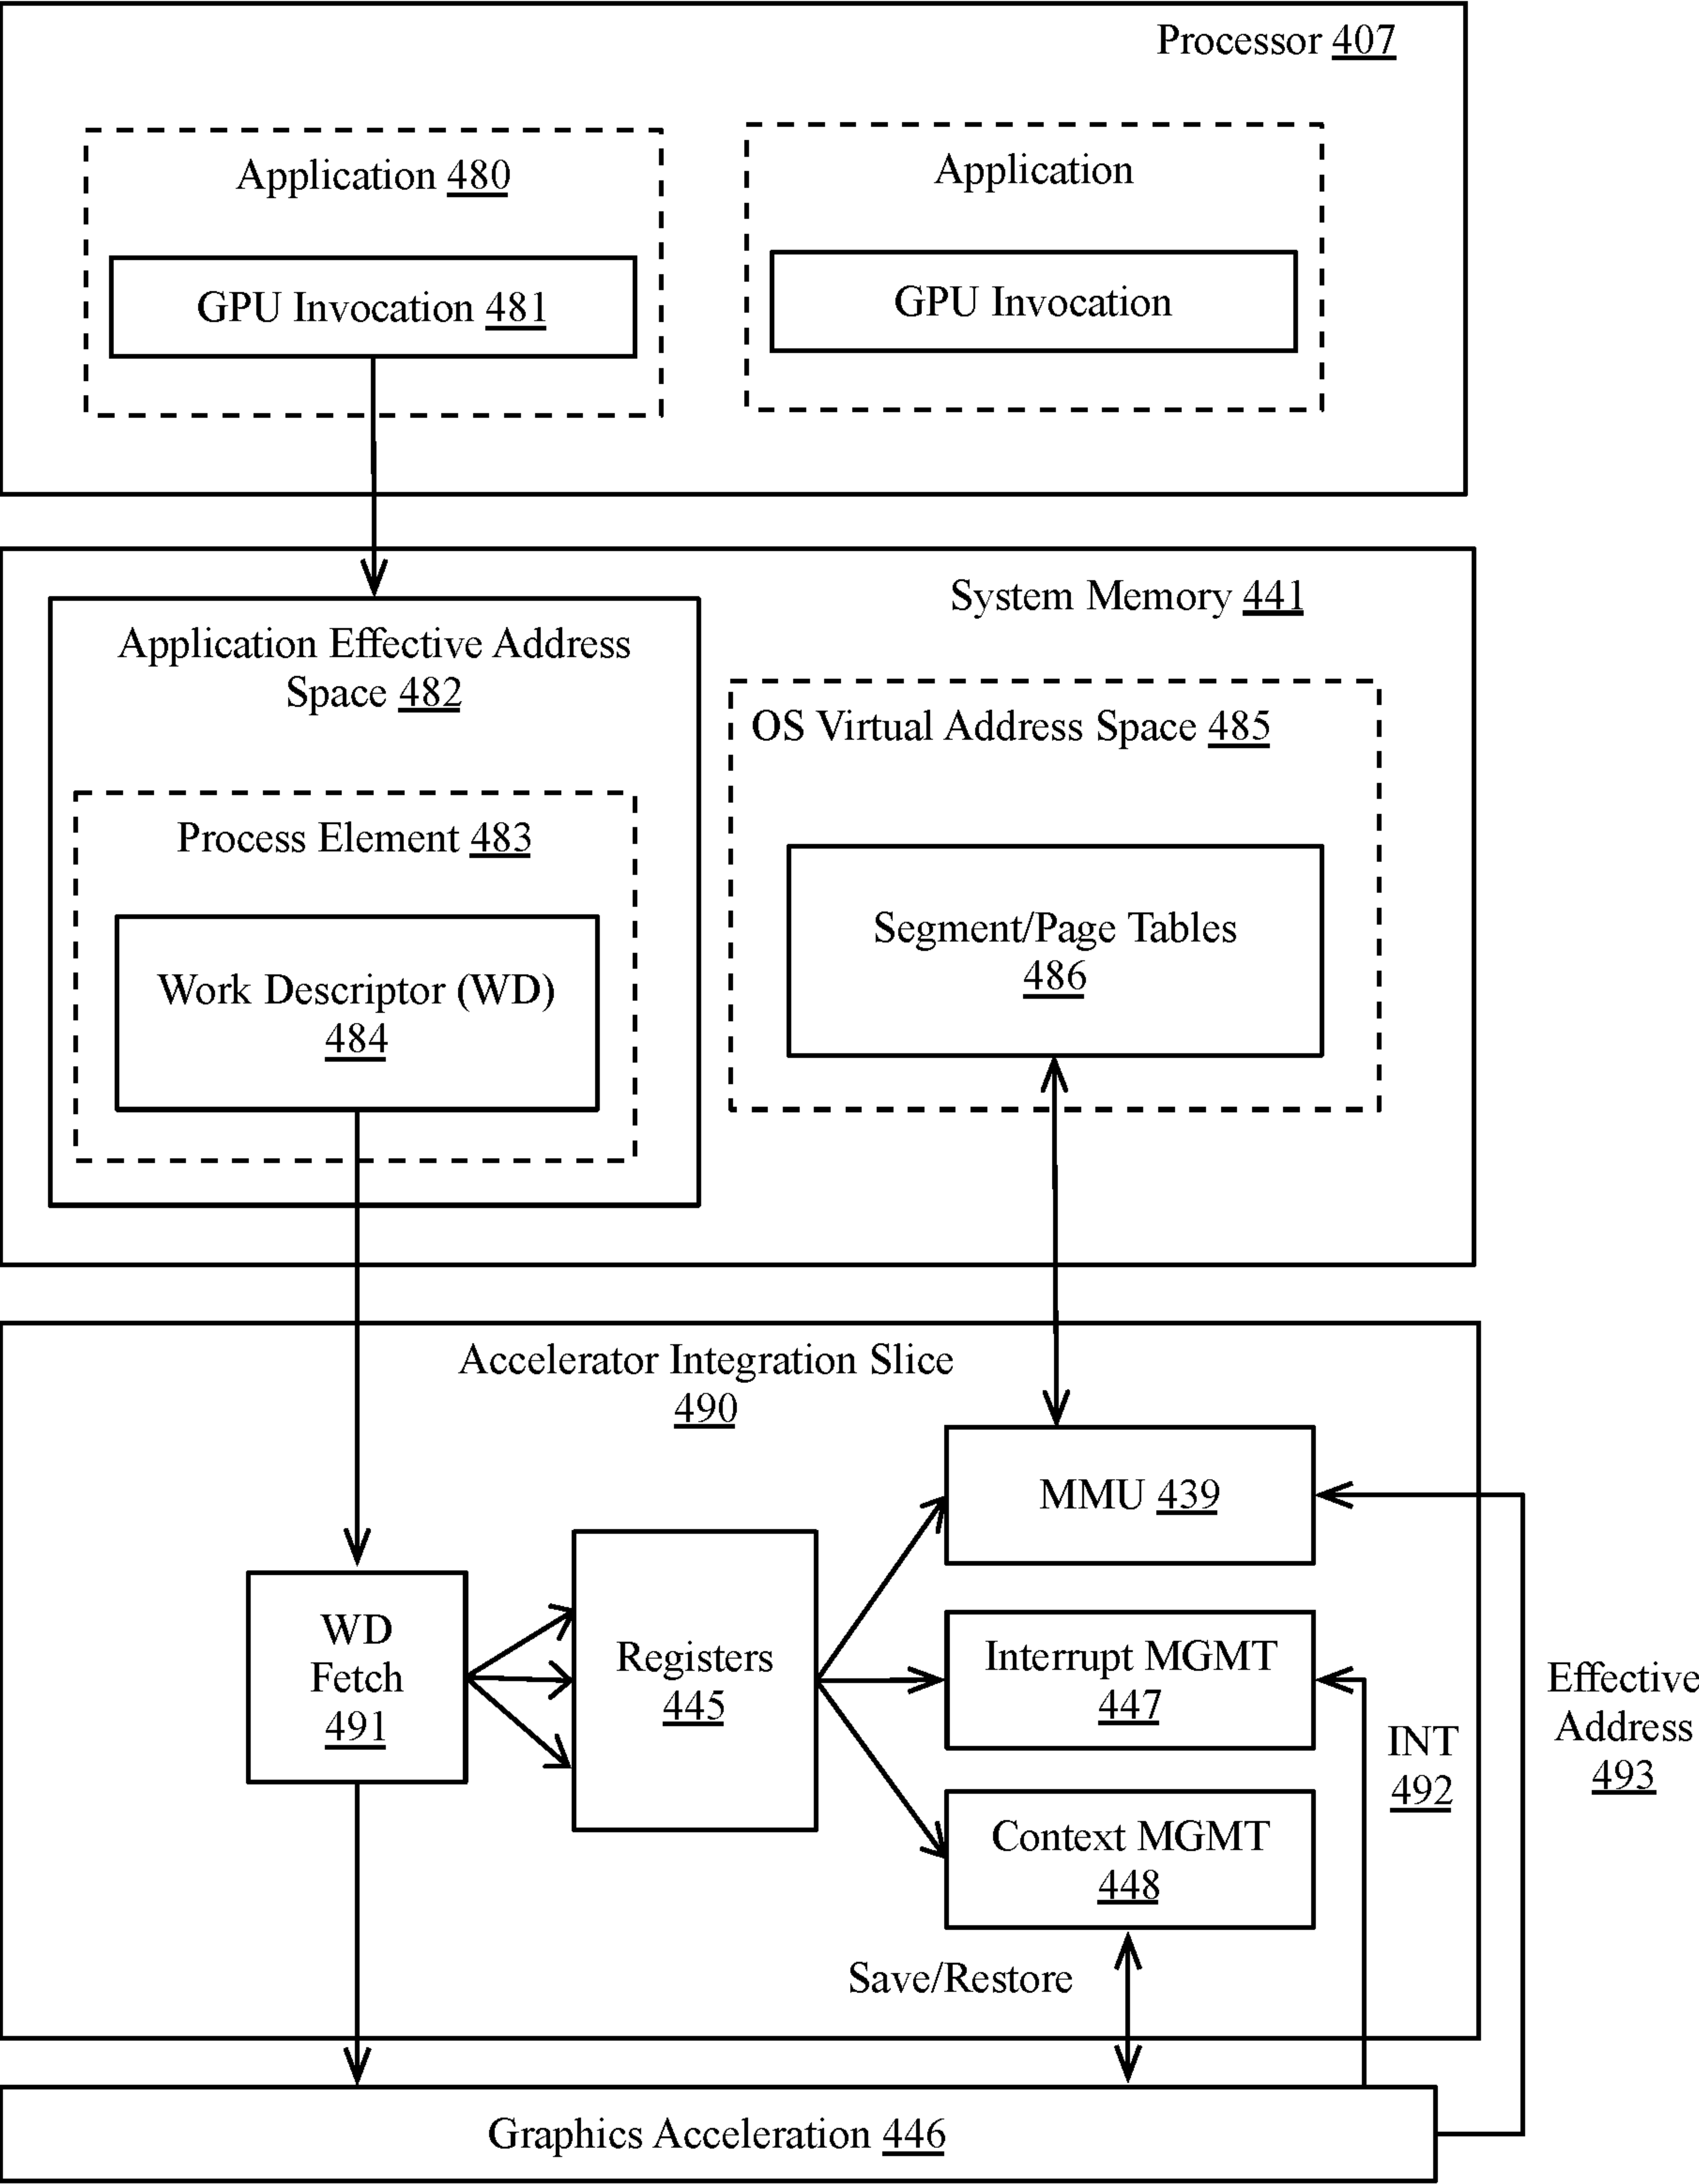 Processor 407
Application 480
GPU Invocation 481
Application
GPU Invocation
System Memory 441
Application Effective Address
Space 482
Process Element 483
Work Descriptor (WD)
484
OS Virtual Address Space 485
Segment/Page Tables
486
Accelerator Integration Slice
490
WD
Fetch
491
Registers
445
MMU 439
Interrupt MGMT
447
Context MGMT
448
Save/Restore
INT
492
Effective
Address
493
Graphics Acceleration 446